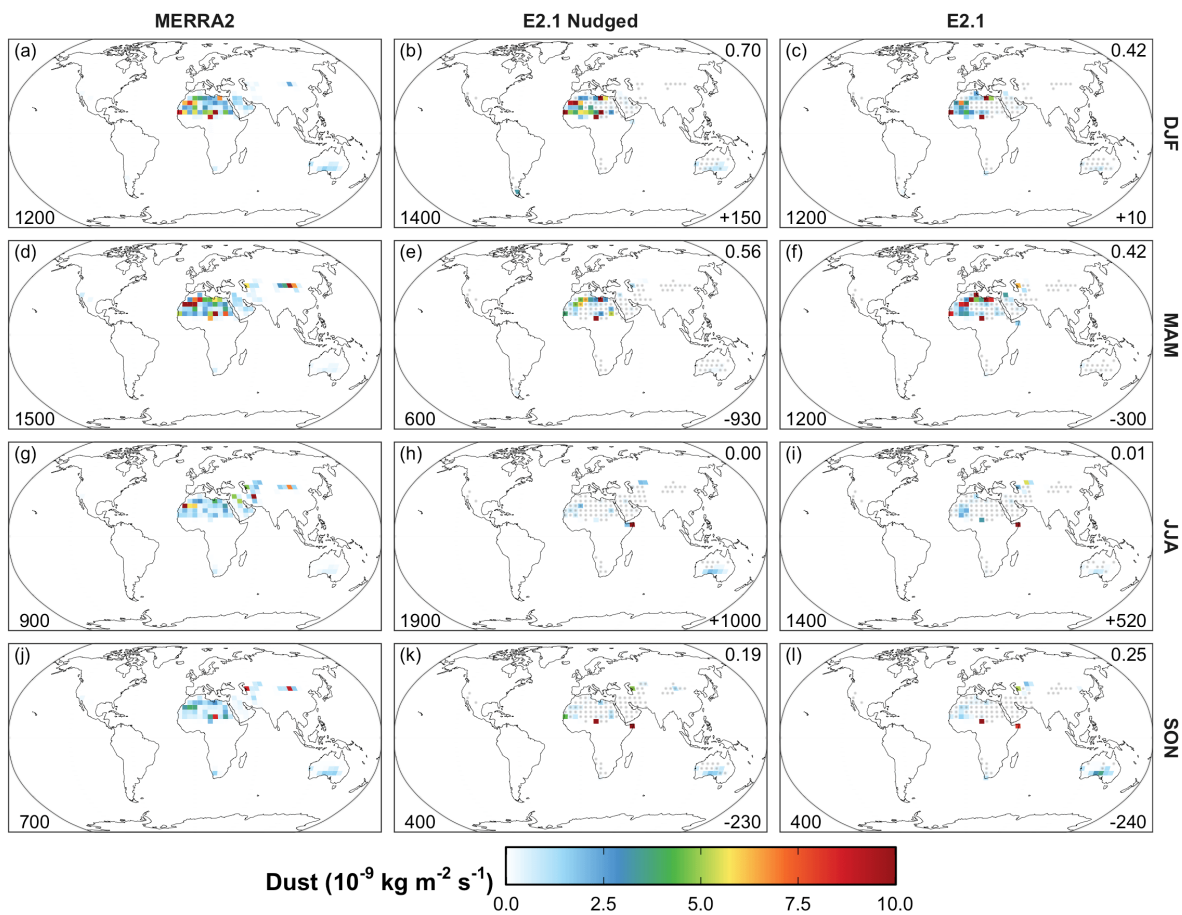 MERRA2 E2.1 Nudged E2.1
(a) (b) 0.70 (c) 0.42
DJF
1200 1400 +150 1200 +10
(d) (e) 0.56 (f) 0.42
MAM
1500 600 -930 1200 -300
(g) (h) 0.00 (i) 0.01
JJA
900 1900 +1000 1400 +520
(j) (k) 0.19 (l) 0.25
SON
700 400 -230 400 -240
Dust (10⁻⁹ kg m⁻² s⁻¹)
0.0 2.5 5.0 7.5 10.0